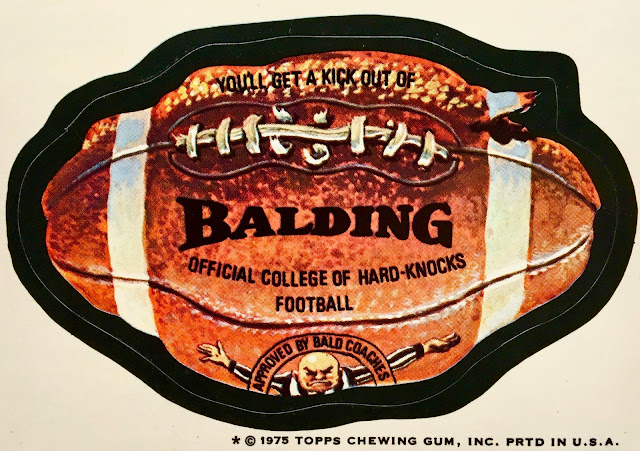 YOU'LL GET A KICK OUT OF
BALDING
OFFICIAL COLLEGE OF HARD-KNOCKS
FOOTBALL
APPROVED BY BALD COACHES
* © 1975 TOPPS CHEWING GUM, INC. PRTD IN U.S.A.